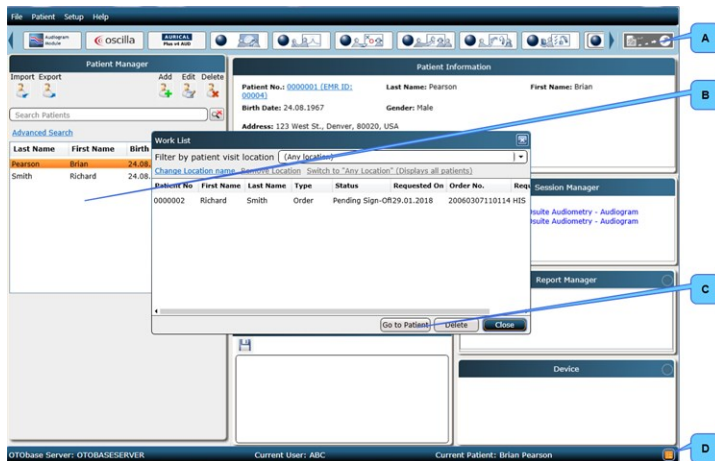 File Patient Setup Help
Audiogram module
oscilla
AURICAL
Plus v4 AUD
A
Patient Manager
Import Export Add Edit Delete
Search Patients
Advanced Search
Last Name First Name Birth
Pearson Brian 24.08.
Smith Richard 24.08.
Patient Information
Patient No.: 0000001 (EMR ID: 00004) Last Name: Pearson First Name: Brian
Birth Date: 24.08.1967 Gender: Male
Address: 123 West St., Denver, 80020, USA
B
Work List
Filter by patient visit location (Any location)
Change Location name Remove Location Switch to "Any Location" (Displays all patients)
Patient No First Name Last Name Type Status Requested On Order No. Requ
0000002 Richard Smith Order Pending Sign-Off 29.01.2018 20060307110114 HIS
Go to Patient Delete Close
Session Manager
suite Audiometry - Audiogram
suite Audiometry - Audiogram
Report Manager
C
Device
OTObase Server: OTOBASESERVER Current User: ABC Current Patient: Brian Pearson
D